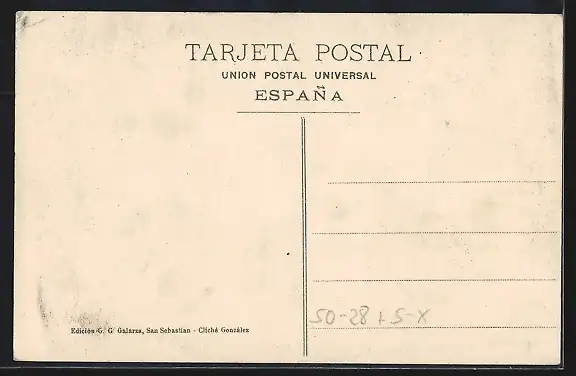 TARJETA POSTAL
UNION POSTAL UNIVERSAL
ESPAÑA
50-28+5-X
Edición G. G. Galarza, San Sebastian - Cliché González